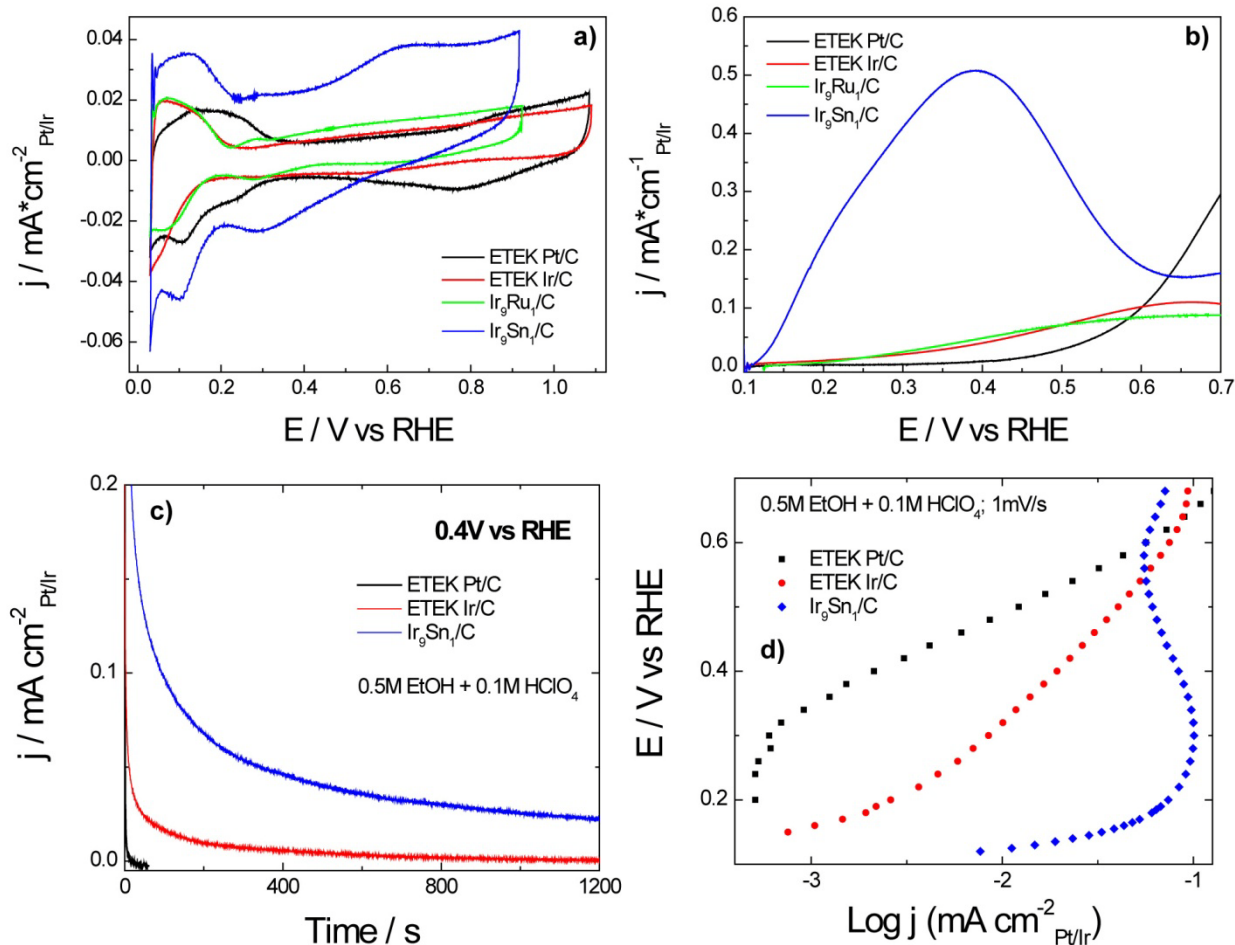 a)
j / mA*cm⁻²Pt/Ir
0.04
0.02
0.00
-0.02
-0.04
-0.06
ETEK Pt/C
ETEK Ir/C
Ir₉Ru₁/C
Ir₉Sn₁/C
0.0 0.2 0.4 0.6 0.8 1.0
E / V vs RHE
b)
j / mA*cm⁻¹Pt/Ir
0.6
0.5
0.4
0.3
0.2
0.1
0.0
ETEK Pt/C
ETEK Ir/C
Ir₉Ru₁/C
Ir₉Sn₁/C
0.1 0.2 0.3 0.4 0.5 0.6 0.7
E / V vs RHE
c)
j / mA cm⁻²Pt/Ir
0.2
0.1
0.0
0.4V vs RHE
ETEK Pt/C
ETEK Ir/C
Ir₉Sn₁/C
0.5M EtOH + 0.1M HClO₄
0 400 800 1200
Time / s
d)
E / V vs RHE
0.6
0.4
0.2
0.5M EtOH + 0.1M HClO₄; 1mV/s
ETEK Pt/C
ETEK Ir/C
Ir₉Sn₁/C
-3 -2 -1
Log j (mA cm⁻²Pt/Ir)